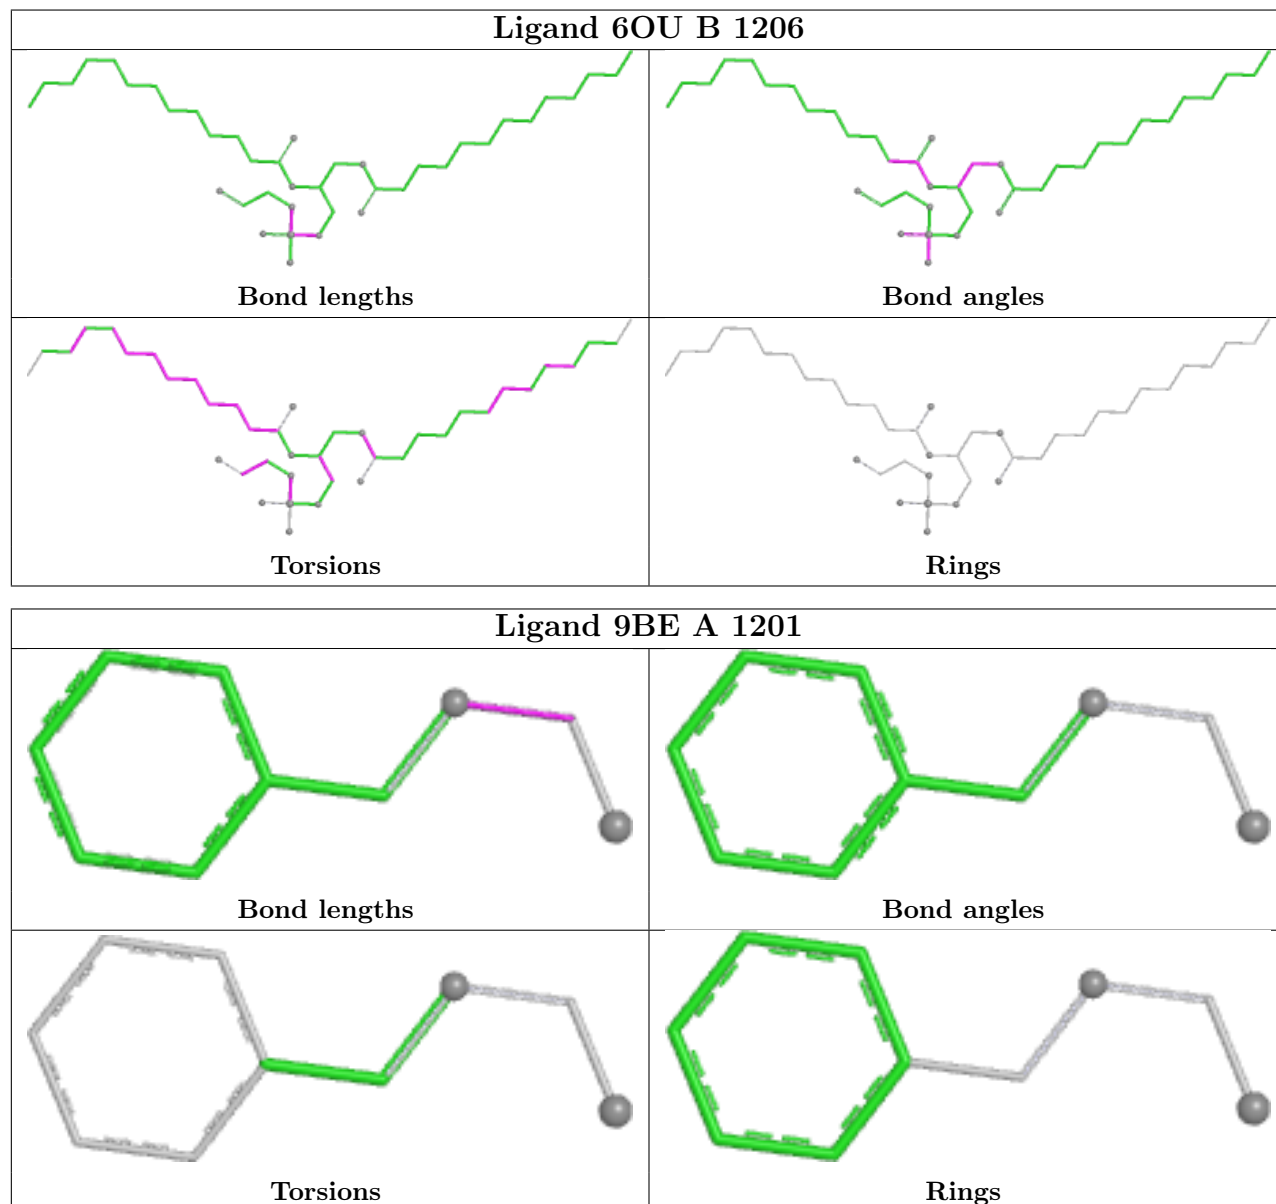 Ligand 6OU B 1206
Bond lengths
Bond angles
Torsions
Rings
Ligand 9BE A 1201
Bond lengths
Bond angles
Torsions
Rings